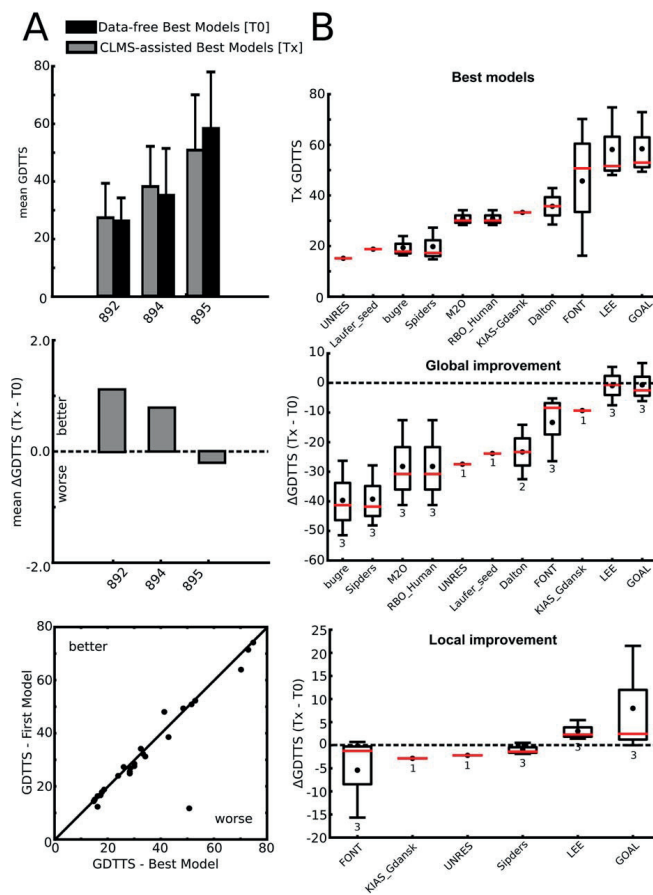 A
B
Data-free Best Models [T0]
CLMS-assisted Best Models [Tx]
mean GDTTS
80
60
40
20
0
892
894
895
Best models
Tx GDTTS
80
60
40
20
0
UNRES
Laufer_seed
bugre
Spiders
M2O
RBO_Human
KIAS-Gdasnk
Dalton
FONT
LEE
GOAL
mean ΔGDTTS (Tx - T0)
better
worse
2.0
0.0
-2.0
892
894
895
Global improvement
ΔGDTTS (Tx - T0)
10
0
-10
-20
-30
-40
-50
-60
3
3
3
3
1
1
2
3
1
3
3
bugre
Sipders
M2O
RBO_Human
UNRES
Laufer_seed
Dalton
FONT
KIAS_Gdansk
LEE
GOAL
GDTTS - First Model
80
60
40
20
0
better
worse
0
20
40
60
80
GDTTS - Best Model
Local improvement
ΔGDTTS (Tx - T0)
25
20
15
10
5
0
-5
-10
-15
-20
3
1
1
3
3
3
FONT
KIAS_Gdansk
UNRES
Sipders
LEE
GOAL